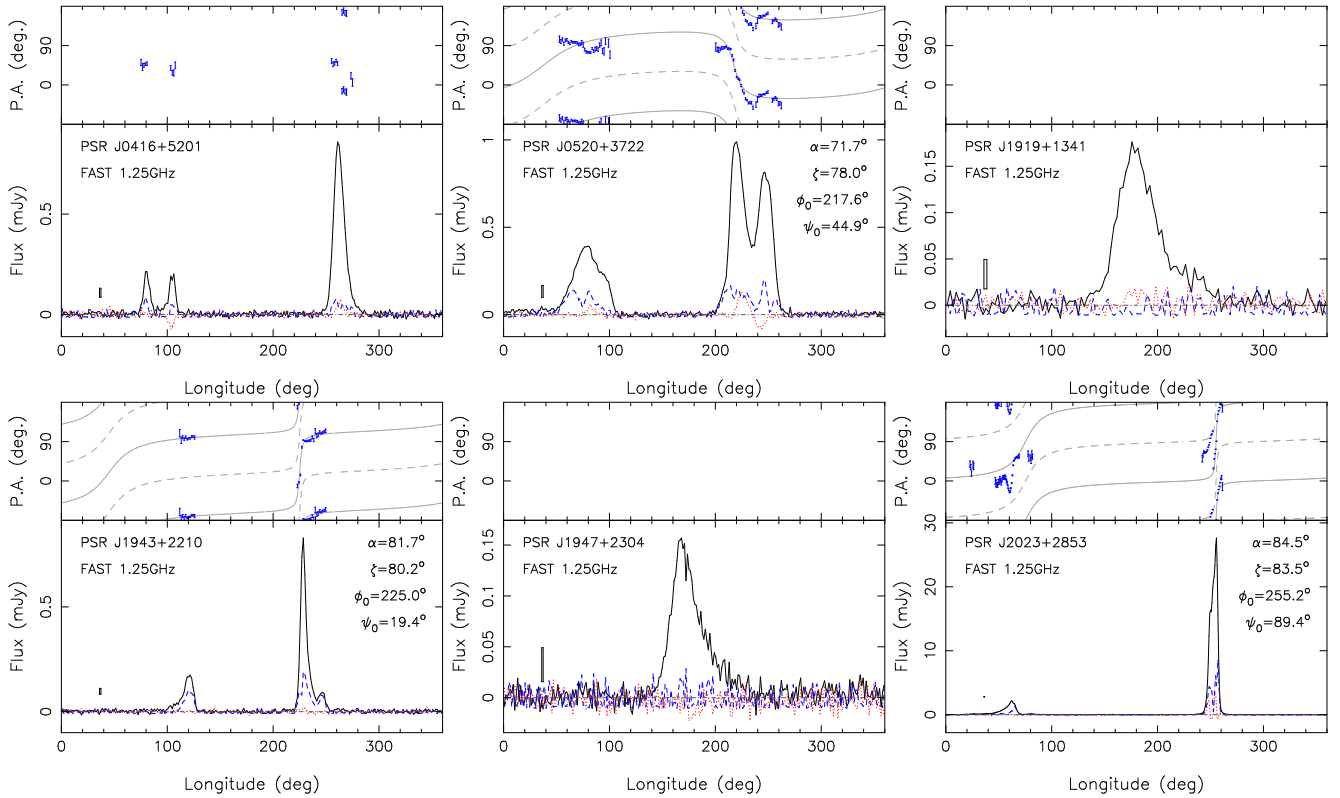 P.A. (deg.)
90
0
P.A. (deg.)
90
0
P.A. (deg.)
90
0
PSR J0416+5201
FAST 1.25GHz
Flux (mJy)
0.5
0
0 100 200 300
Longitude (deg)
PSR J0520+3722
FAST 1.25GHz
α=71.7°
ζ=78.0°
ϕ₀=217.6°
ψ₀=44.9°
Flux (mJy)
1
0.5
0
0 100 200 300
Longitude (deg)
PSR J1919+1341
FAST 1.25GHz
Flux (mJy)
0.15
0.1
0.05
0
0 100 200 300
Longitude (deg)
P.A. (deg.)
90
0
P.A. (deg.)
90
0
P.A. (deg.)
90
0
PSR J1943+2210
FAST 1.25GHz
α=81.7°
ζ=80.2°
ϕ₀=225.0°
ψ₀=19.4°
Flux (mJy)
0.5
0
0 100 200 300
Longitude (deg)
PSR J1947+2304
FAST 1.25GHz
Flux (mJy)
0.15
0.1
0.05
0
0 100 200 300
Longitude (deg)
PSR J2023+2853
FAST 1.25GHz
α=84.5°
ζ=83.5°
ϕ₀=255.2°
ψ₀=89.4°
Flux (mJy)
30
20
10
0
0 100 200 300
Longitude (deg)